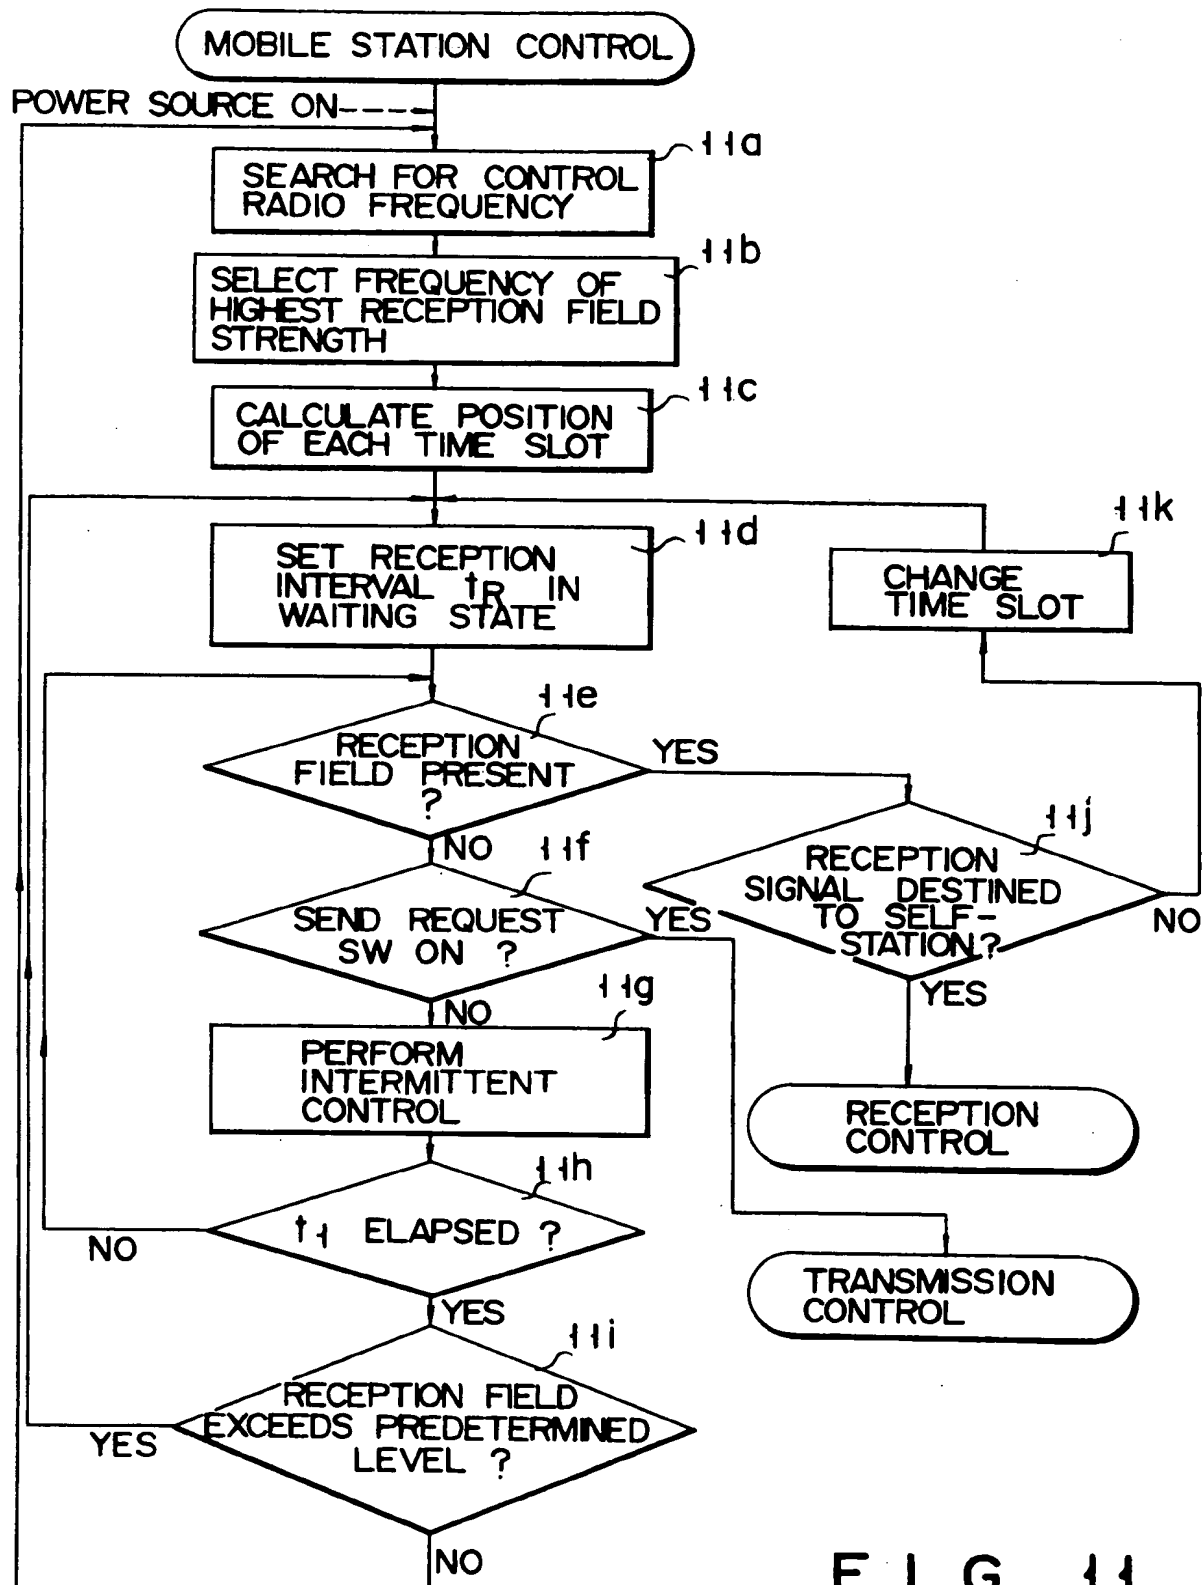 MOBILE STATION CONTROL
POWER SOURCE ON
11a
SEARCH FOR CONTROL
RADIO FREQUENCY
11b
SELECT FREQUENCY OF
HIGHEST RECEPTION FIELD
STRENGTH
11c
CALCULATE POSITION
OF EACH TIME SLOT
11d
SET RECEPTION
INTERVAL tR IN
WAITING STATE
11k
CHANGE
TIME SLOT
11e
RECEPTION
FIELD PRESENT
?
YES
NO
11f
SEND REQUEST
SW ON ?
YES
NO
11j
RECEPTION
SIGNAL DESTINED
TO SELF-
STATION?
NO
YES
11g
PERFORM
INTERMITTENT
CONTROL
RECEPTION
CONTROL
11h
t1 ELAPSED ?
NO
YES
TRANSMISSION
CONTROL
11i
RECEPTION FIELD
EXCEEDS PREDETERMINED
LEVEL ?
YES
NO
FIG. 11